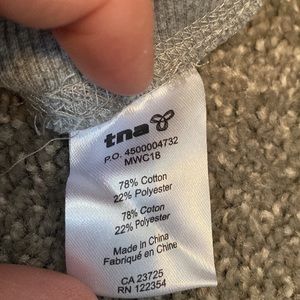 tna
P.O. 4500004732
MWC18
78% Cotton
22% Polyester
78% Coton
22% Polyester
Made in China
Fabriqué en Chine
CA 23725
RN 122354